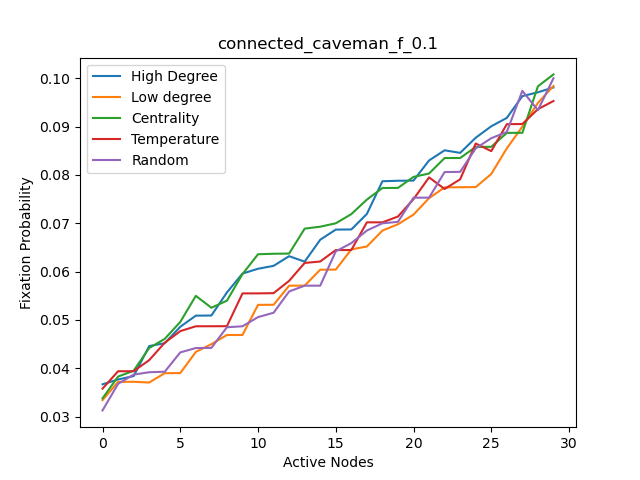 connected_caveman_f_0.1
High Degree
Low degree
Centrality
Temperature
Random
Fixation Probability
0.10
0.09
0.08
0.07
0.06
0.05
0.04
0.03
0 5 10 15 20 25 30
Active Nodes